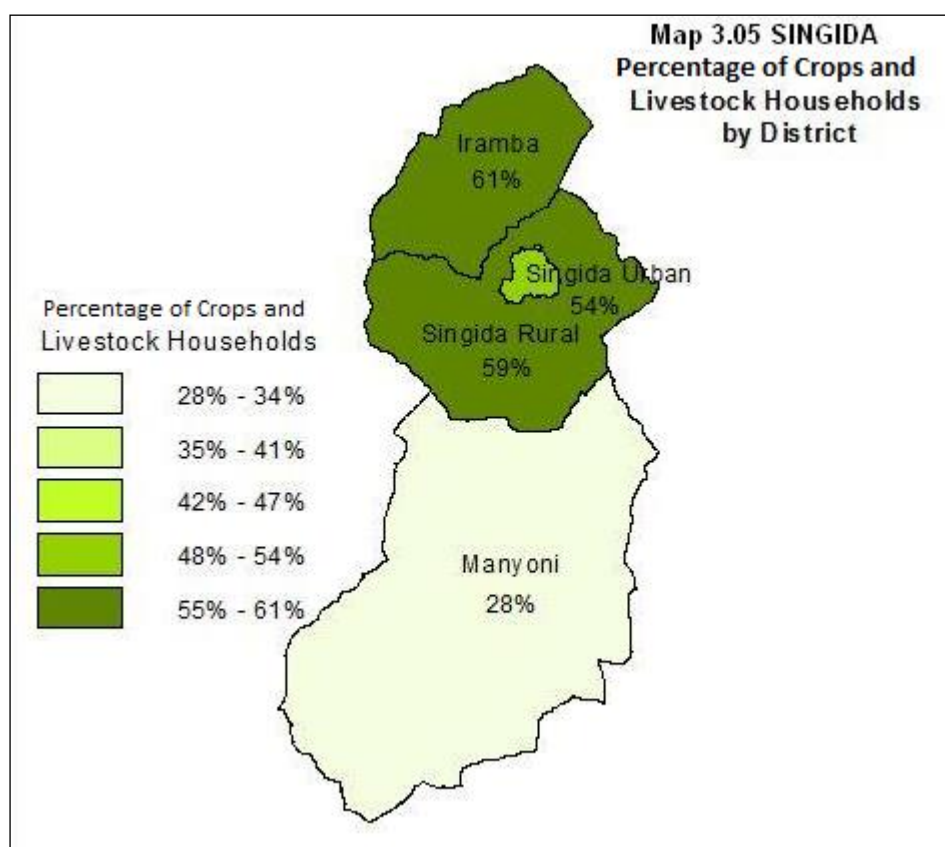 Map 3.05 SINGIDA
Percentage of Crops and
Livestock Households
by District
Iramba
61%
Singida Urban
54%
Singida Rural
59%
Manyoni
28%
Percentage of Crops and
Livestock Households
28% - 34%
35% - 41%
42% - 47%
48% - 54%
55% - 61%